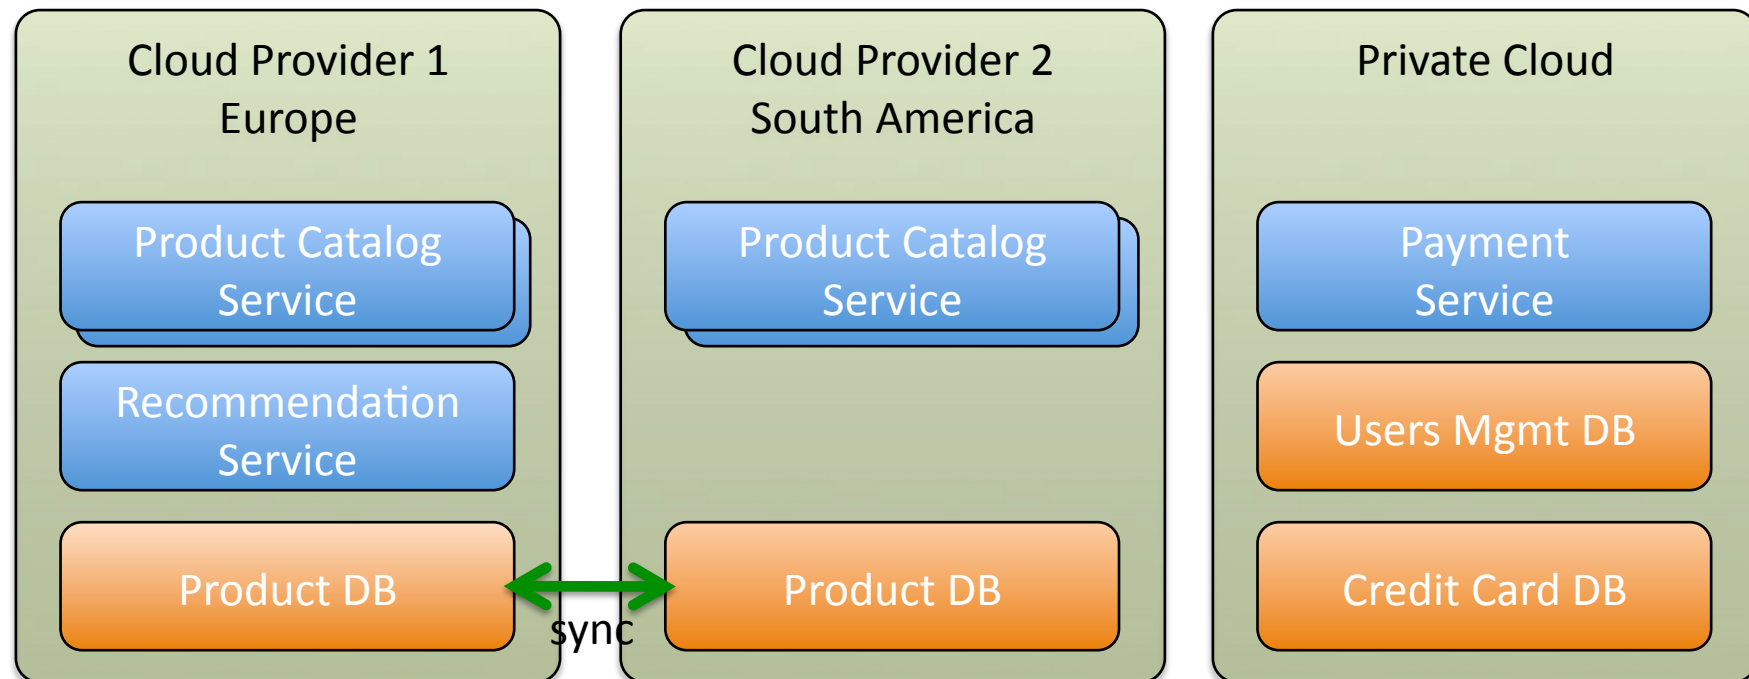 Cloud Provider 1
Europe
Product Catalog
Service
Recommendation
Service
Product DB
sync
Cloud Provider 2
South America
Product Catalog
Service
Product DB
Private Cloud
Payment
Service
Users Mgmt DB
Credit Card DB